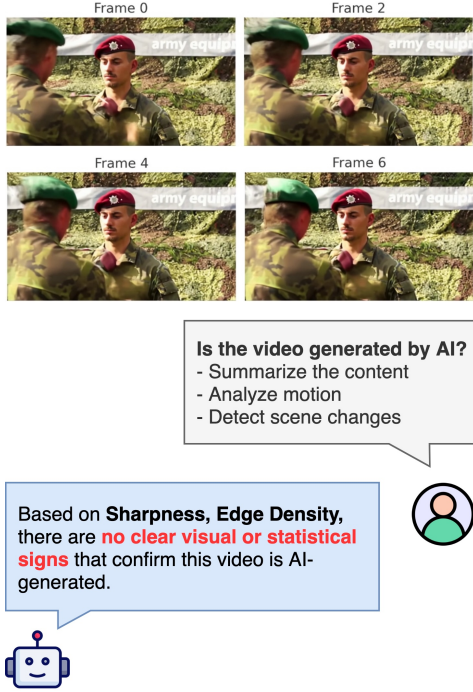 Frame 0
Frame 2
army equip
army equip
Frame 4
Frame 6
army equip
army equip
Is the video generated by AI?
- Summarize the content
- Analyze motion
- Detect scene changes
Based on Sharpness, Edge Density,
there are no clear visual or statistical
signs that confirm this video is AI-
generated.